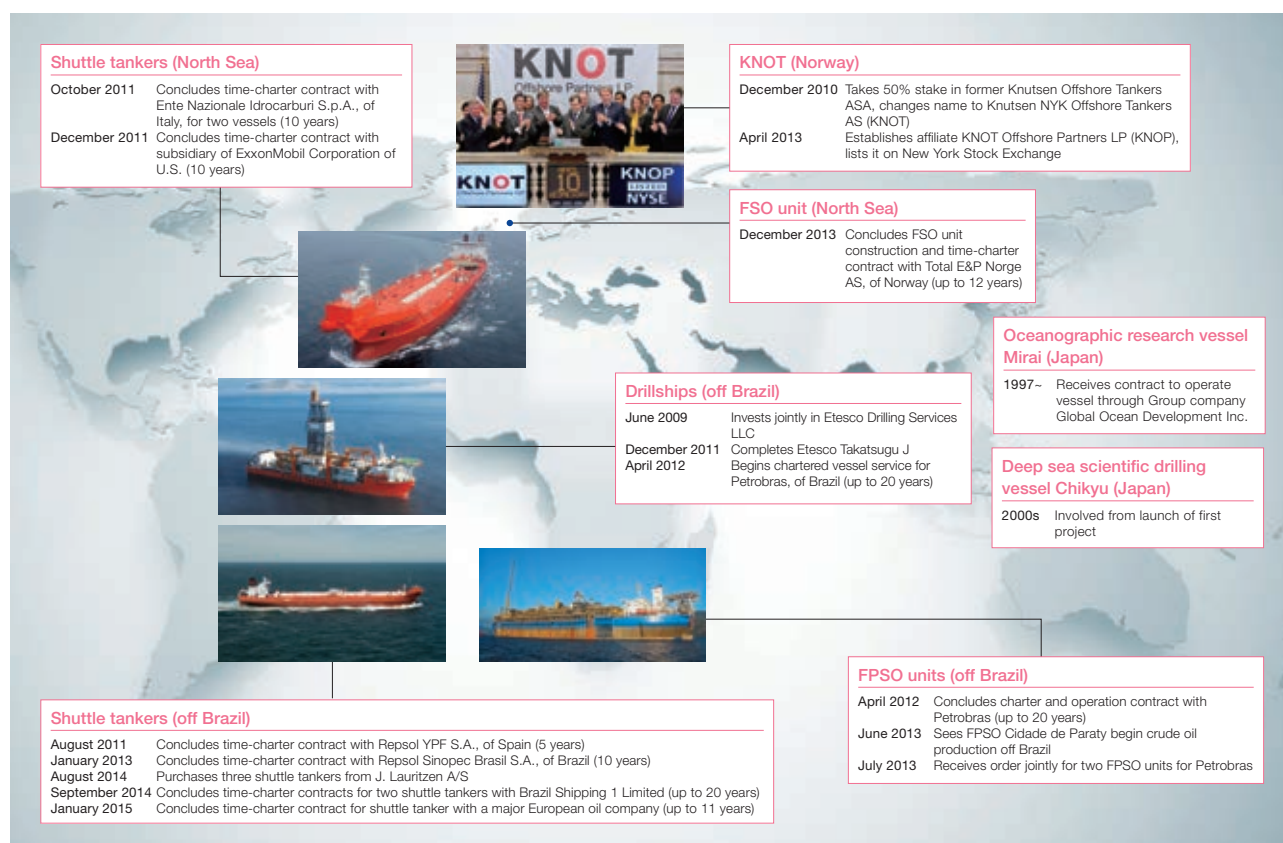 Shuttle tankers (North Sea)
October 2011 Concludes time-charter contract with
Ente Nazionale Idrocarburi S.p.A., of
Italy, for two vessels (10 years)
December 2011 Concludes time-charter contract with
subsidiary of ExxonMobil Corporation of
U.S. (10 years)
KNOT
Offshore Partners LP
KNOT
10
KNOP
LISTED
NYSE
KNOT (Norway)
December 2010 Takes 50% stake in former Knutsen Offshore Tankers
ASA, changes name to Knutsen NYK Offshore Tankers
AS (KNOT)
April 2013 Establishes affiliate KNOT Offshore Partners LP (KNOP),
lists it on New York Stock Exchange
FSO unit (North Sea)
December 2013 Concludes FSO unit
construction and time-charter
contract with Total E&P Norge
AS, of Norway (up to 12 years)
Oceanographic research vessel
Mirai (Japan)
1997~ Receives contract to operate
vessel through Group company
Global Ocean Development Inc.
Drillships (off Brazil)
June 2009 Invests jointly in Etesco Drilling Services
LLC
December 2011 Completes Etesco Takatsugu J
April 2012 Begins chartered vessel service for
Petrobras, of Brazil (up to 20 years)
Deep sea scientific drilling
vessel Chikyu (Japan)
2000s Involved from launch of first
project
FPSO units (off Brazil)
April 2012 Concludes charter and operation contract with
Petrobras (up to 20 years)
June 2013 Sees FPSO Cidade de Paraty begin crude oil
production off Brazil
July 2013 Receives order jointly for two FPSO units for Petrobras
Shuttle tankers (off Brazil)
August 2011 Concludes time-charter contract with Repsol YPF S.A., of Spain (5 years)
January 2013 Concludes time-charter contract with Repsol Sinopec Brasil S.A., of Brazil (10 years)
August 2014 Purchases three shuttle tankers from J. Lauritzen A/S
September 2014 Concludes time-charter contracts for two shuttle tankers with Brazil Shipping 1 Limited (up to 20 years)
January 2015 Concludes time-charter contract for shuttle tanker with a major European oil company (up to 11 years)